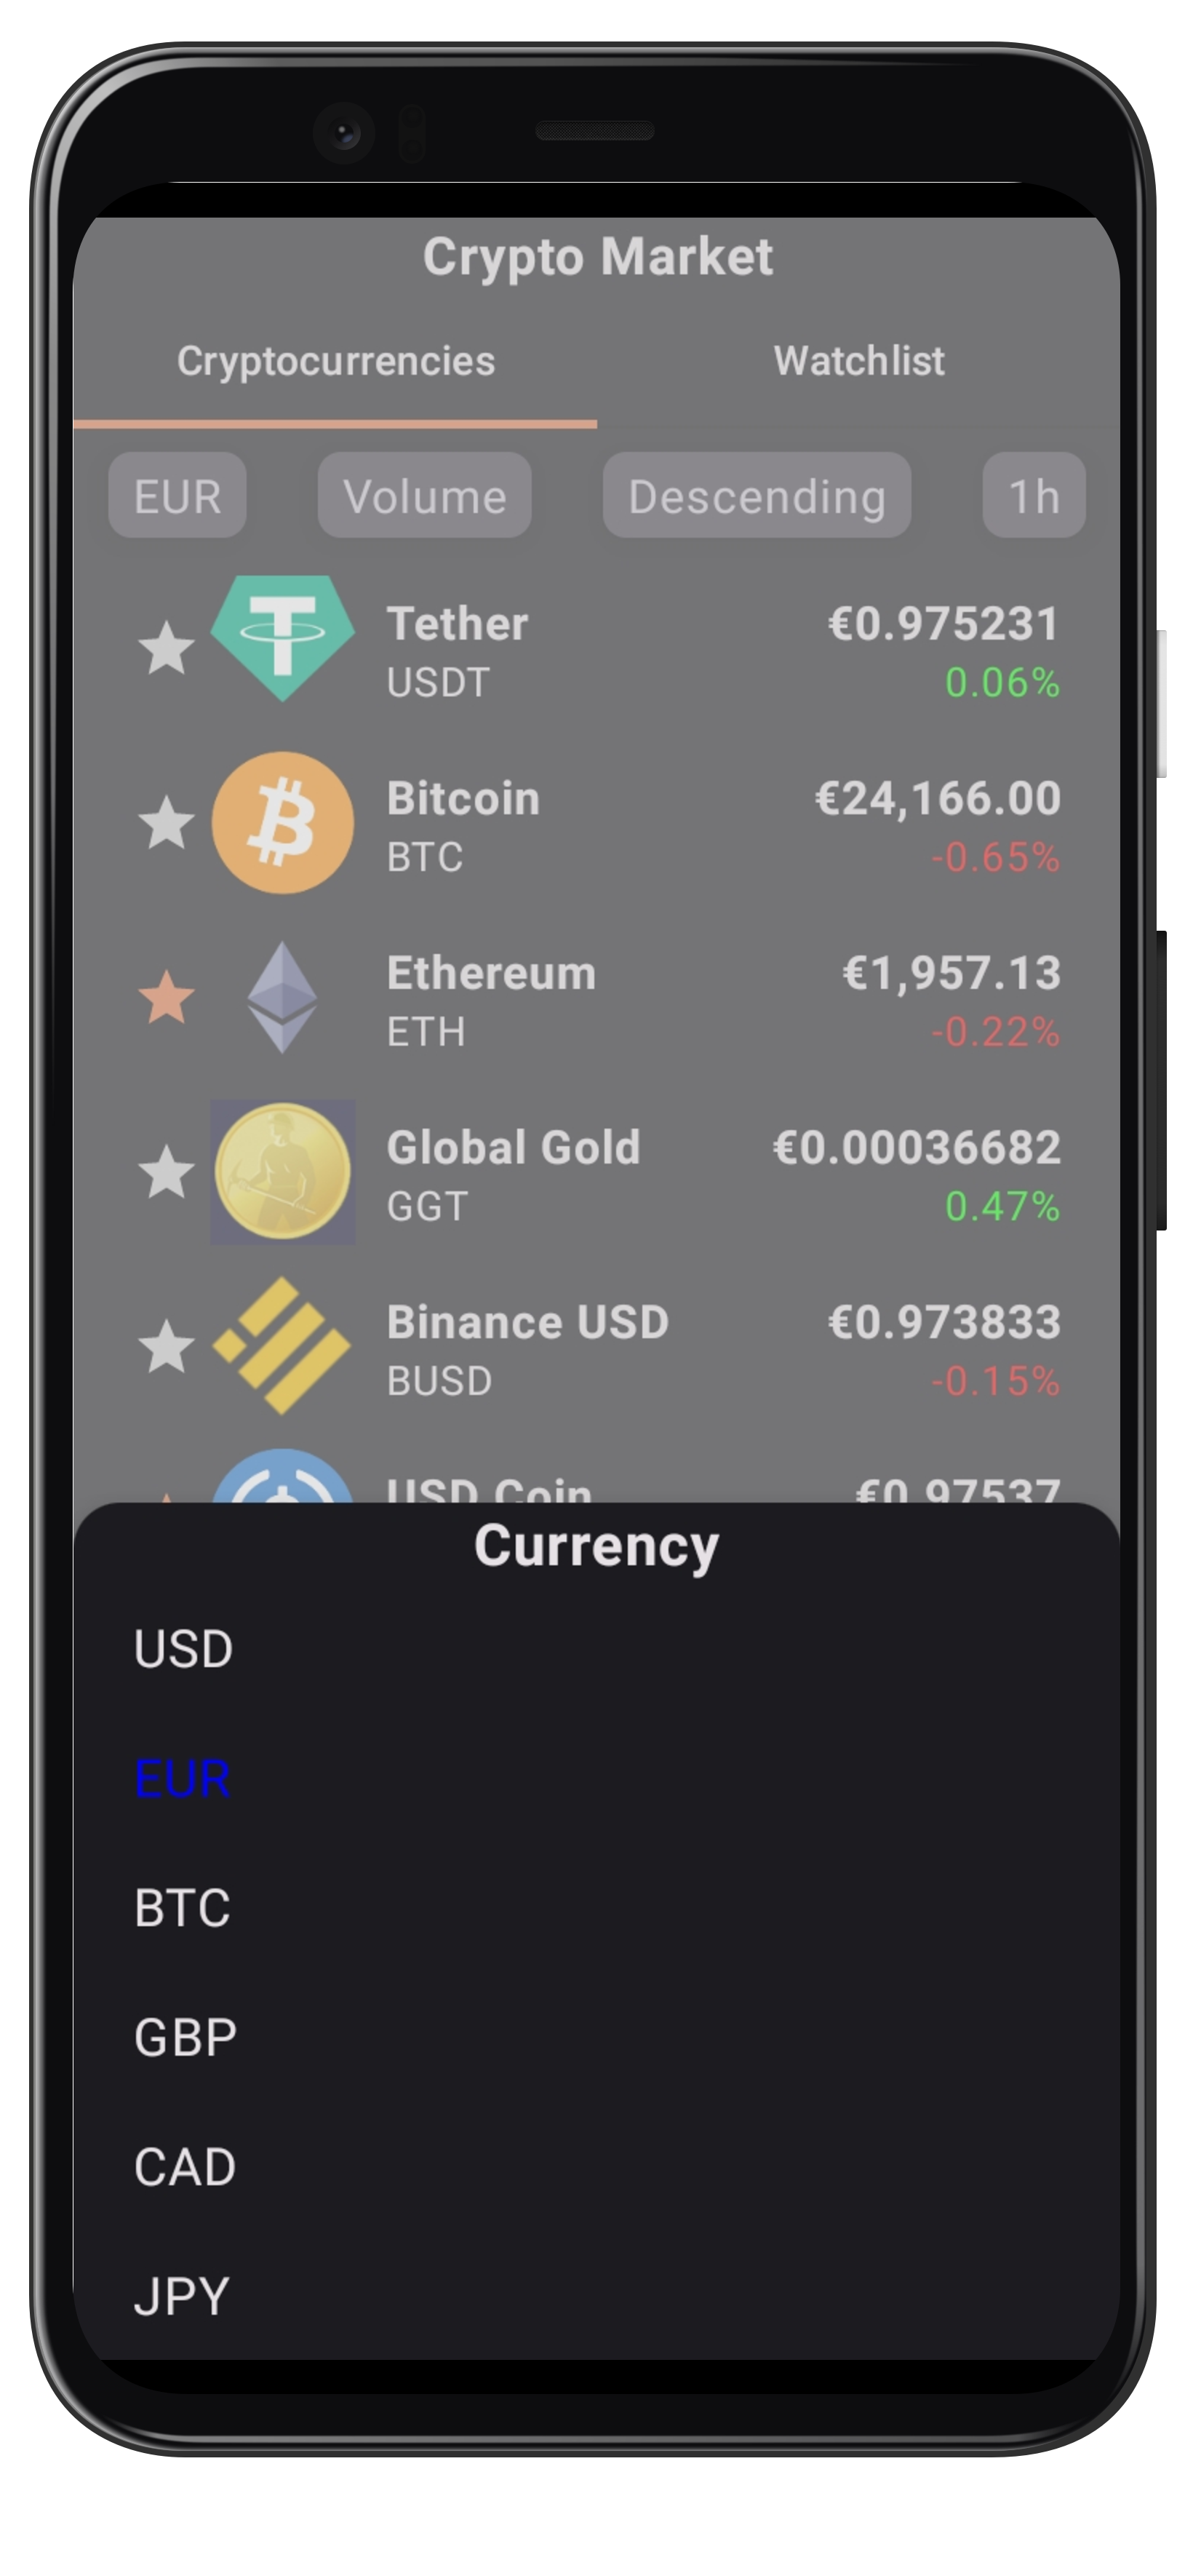 Crypto Market
Cryptocurrencies Watchlist
EUR Volume Descending 1h
Tether €0.975231
USDT 0.06%
Bitcoin €24,166.00
BTC -0.65%
Ethereum €1,957.13
ETH -0.22%
Global Gold €0.00036682
GGT 0.47%
Binance USD €0.973833
BUSD -0.15%
USD Coin €0.97537
Currency
USD
EUR
BTC
GBP
CAD
JPY